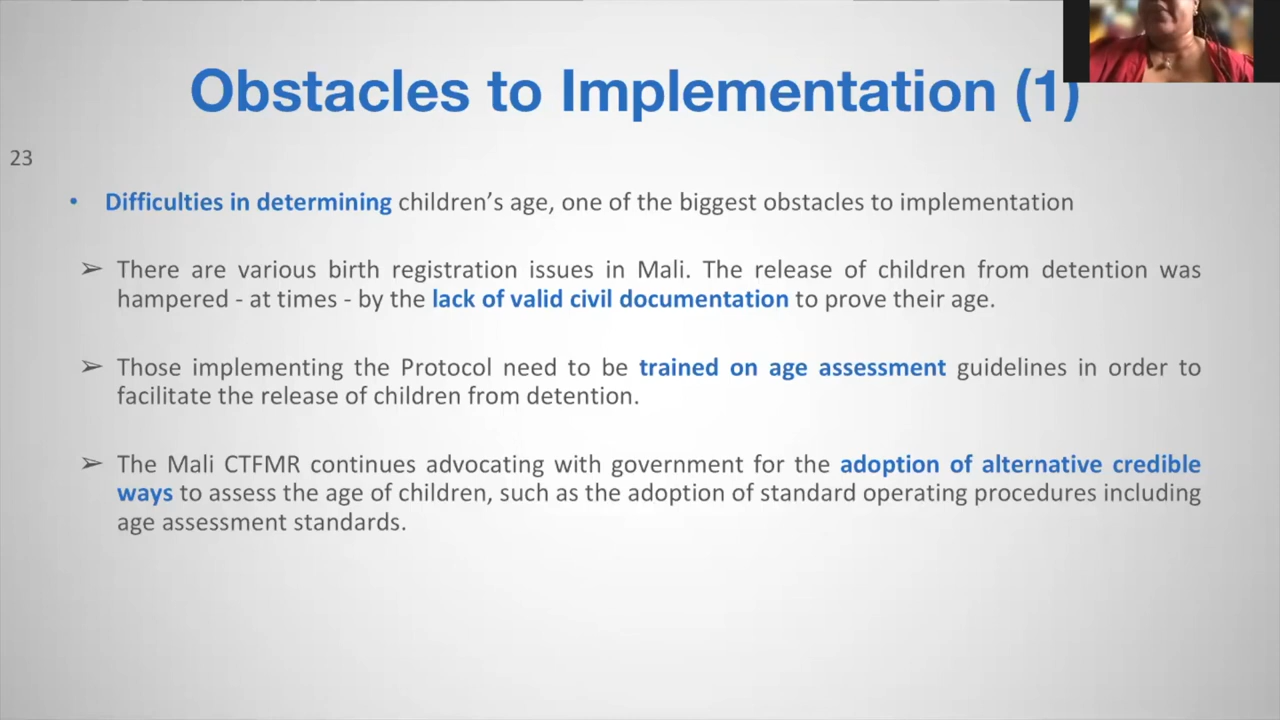 Obstacles to Implementation (1)
23
• Difficulties in determining children’s age, one of the biggest obstacles to implementation
➢ There are various birth registration issues in Mali. The release of children from detention was
hampered - at times - by the lack of valid civil documentation to prove their age.
➢ Those implementing the Protocol need to be trained on age assessment guidelines in order to
facilitate the release of children from detention.
➢ The Mali CTFMR continues advocating with government for the adoption of alternative credible
ways to assess the age of children, such as the adoption of standard operating procedures including
age assessment standards.